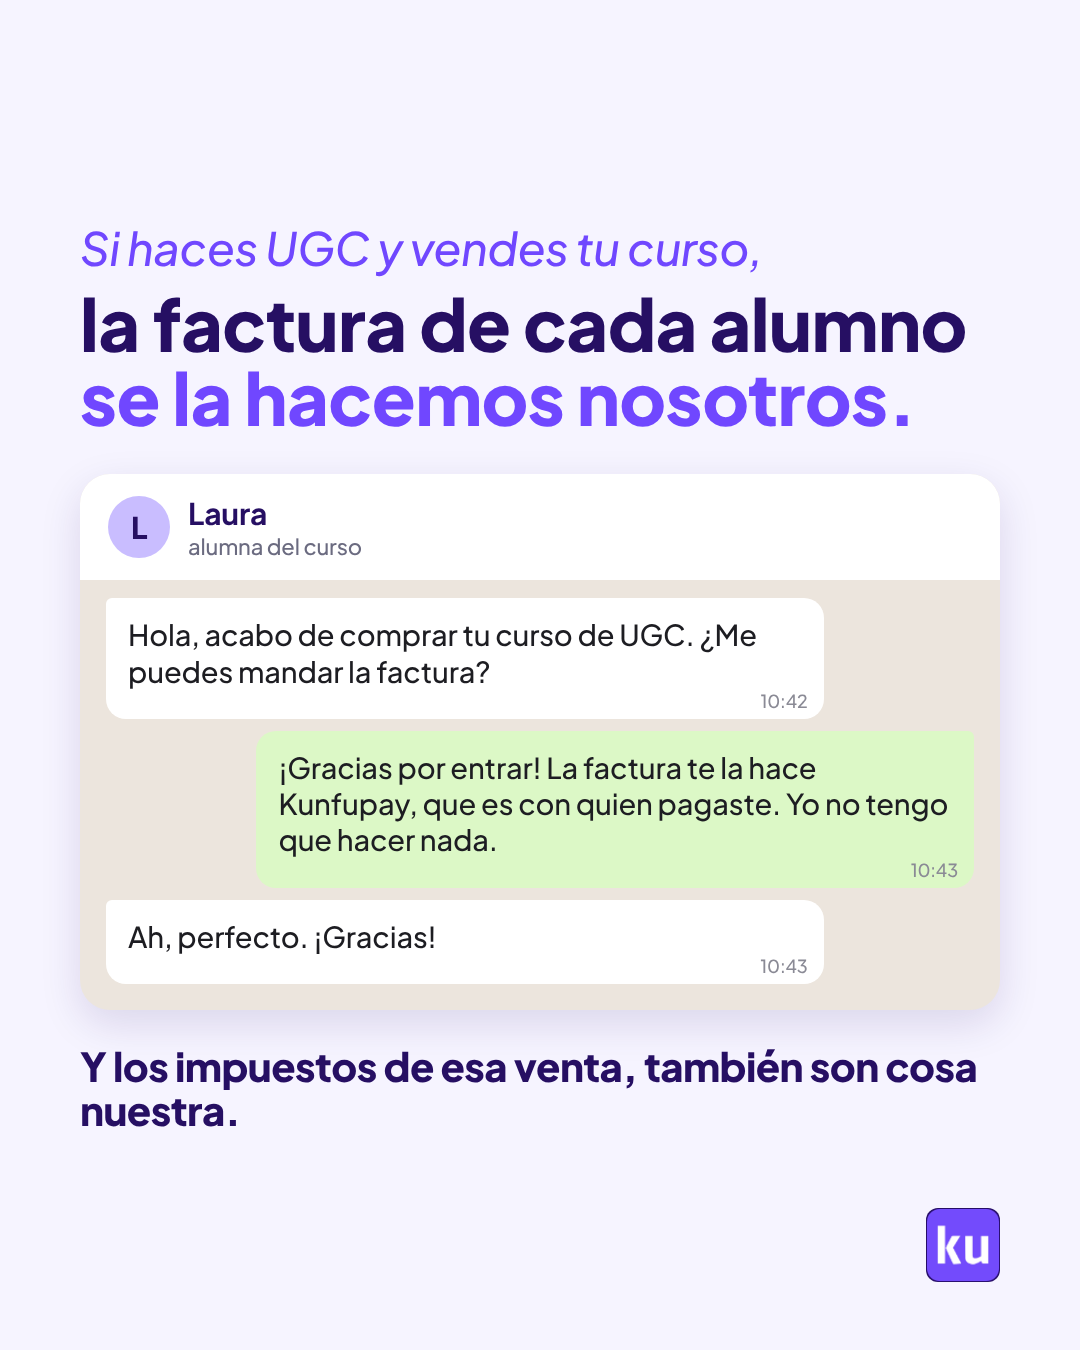 Si haces UGC y vendes tu curso,
la factura de cada alumno
se la hacemos nosotros.
L
Laura
alumna del curso
Hola, acabo de comprar tu curso de UGC. ¿Me
puedes mandar la factura?
10:42
¡Gracias por entrar! La factura te la hace
Kunfupay, que es con quien pagaste. Yo no tengo
que hacer nada.
10:43
Ah, perfecto. ¡Gracias!
10:43
Y los impuestos de esa venta, también son cosa
nuestra.
ku